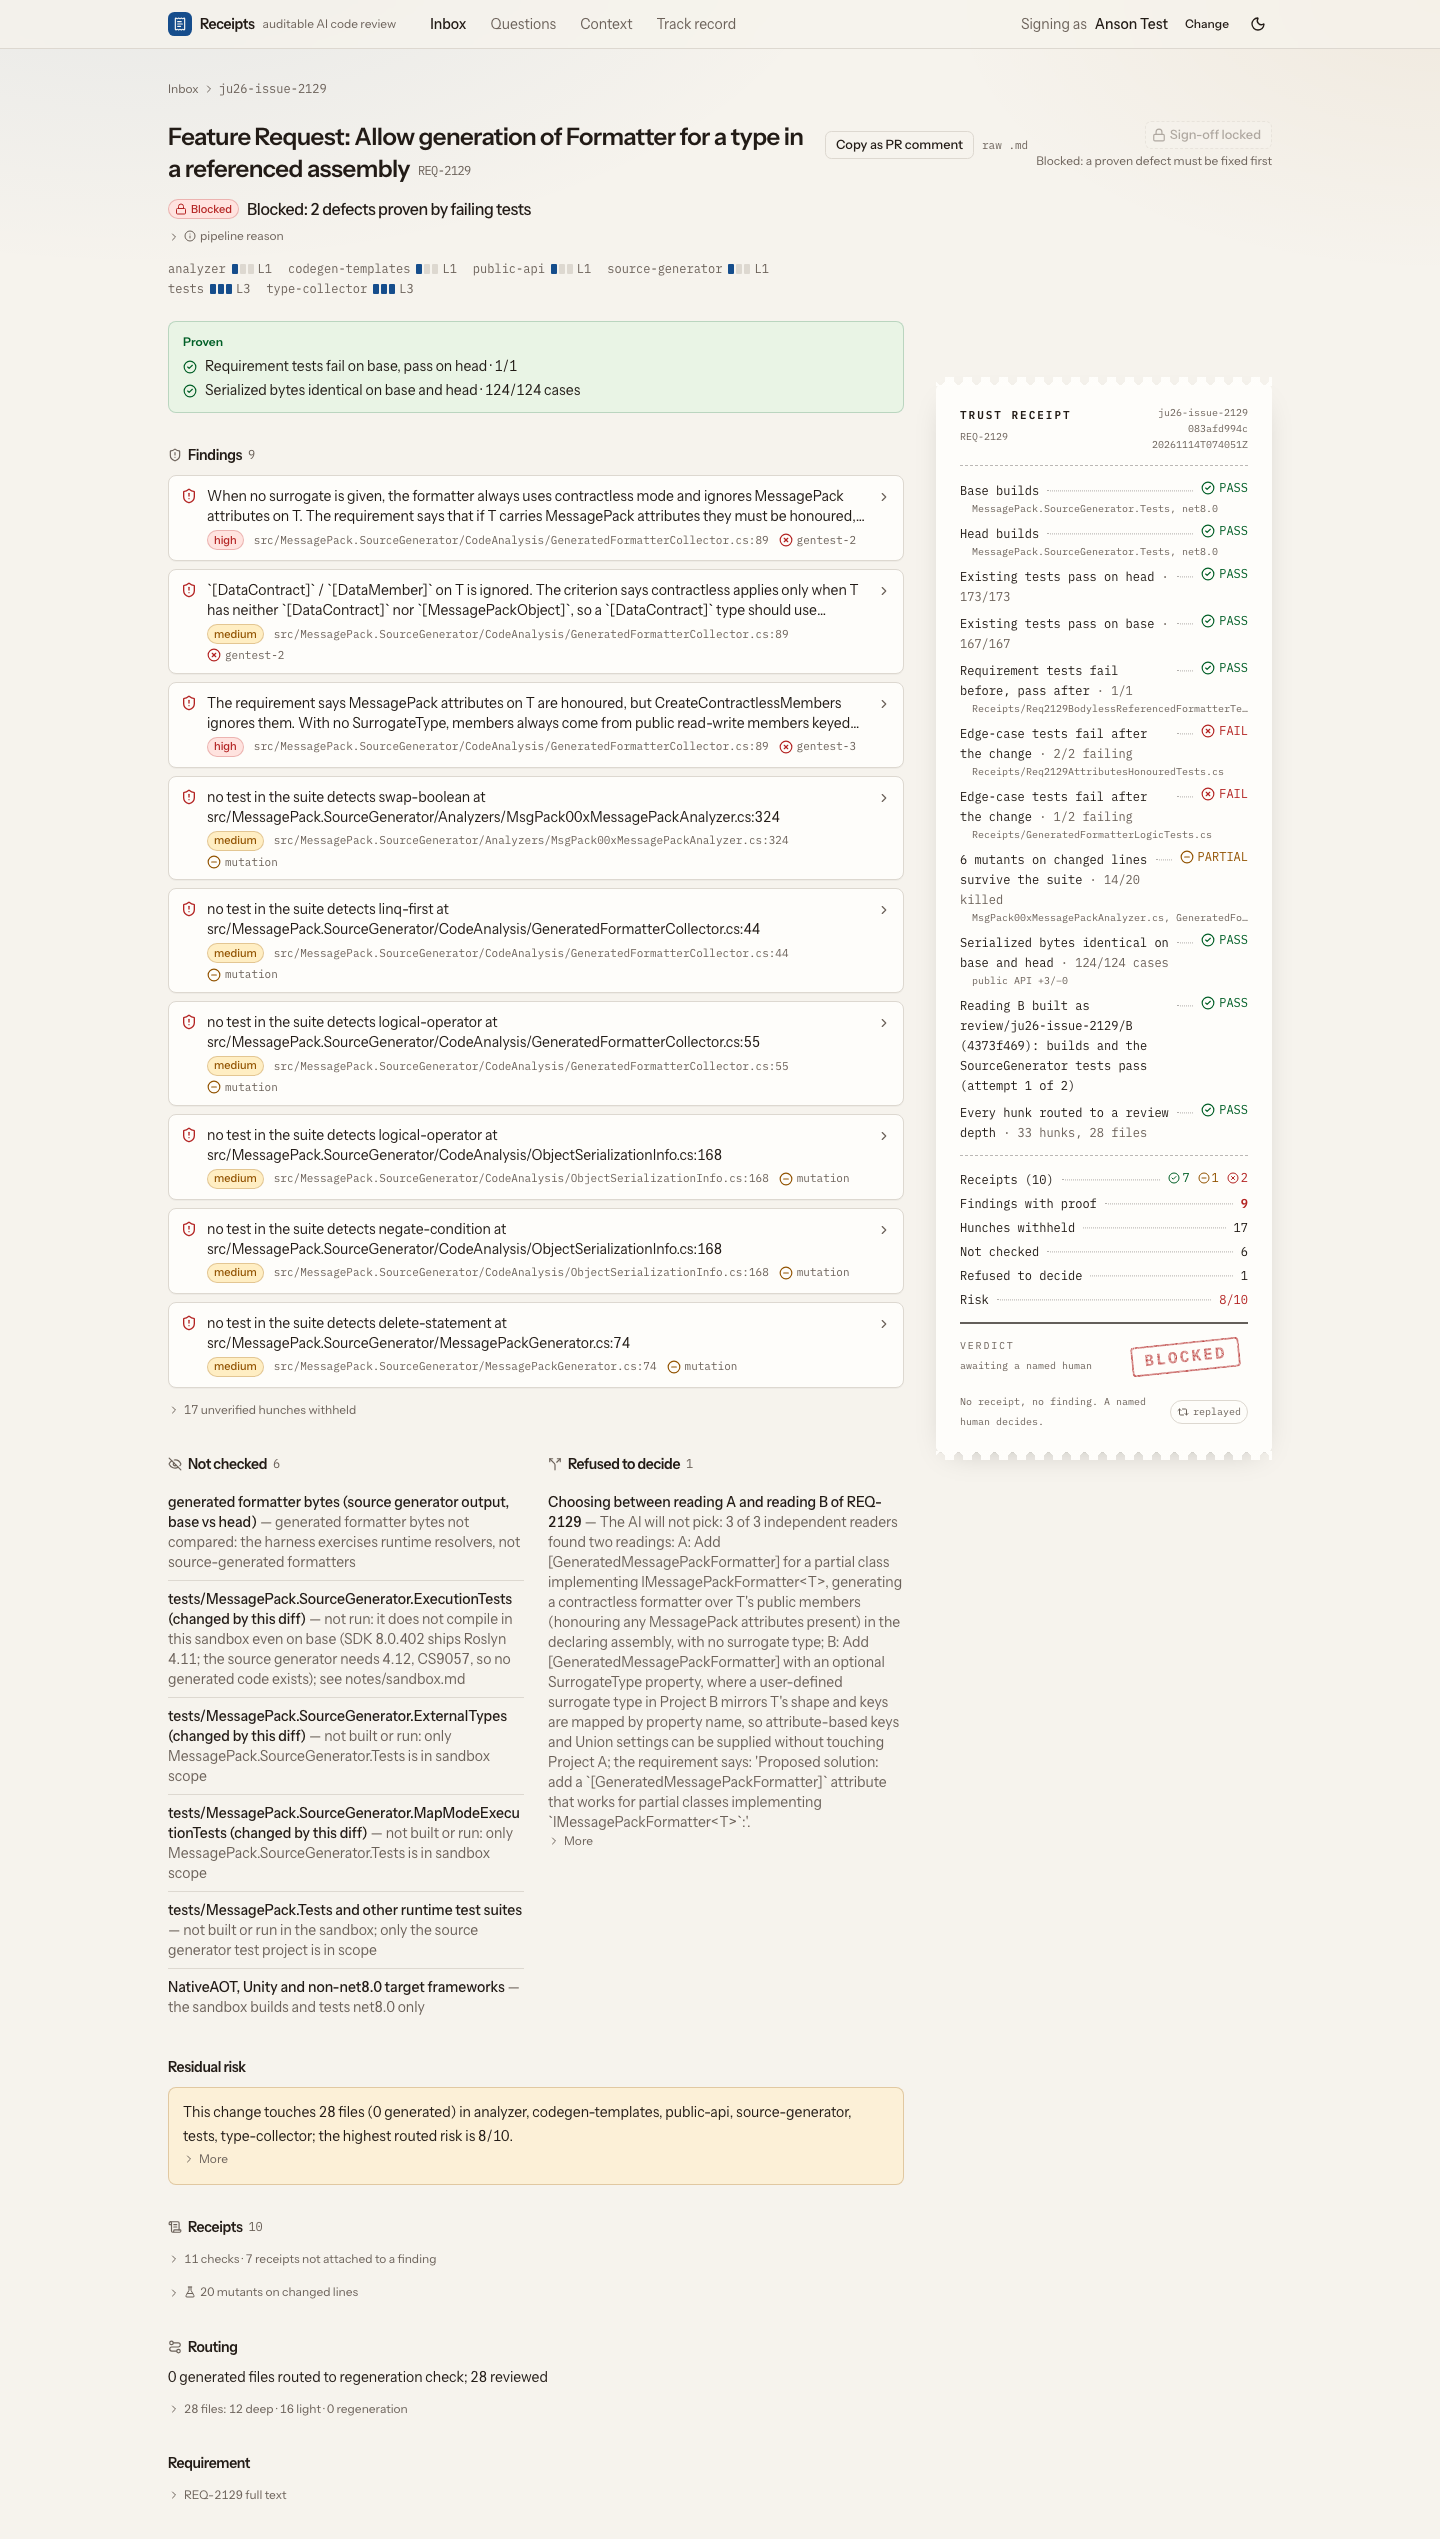 Receipts auditable AI code review Inbox Questions Context Track record Signing as Anson Test Change
Inbox > ju26-issue-2129
Feature Request: Allow generation of Formatter for a type in
a referenced assembly REQ-2129
Copy as PR comment raw .md
Sign-off locked
Blocked: a proven defect must be fixed first
Blocked Blocked: 2 defects proven by failing tests
pipeline reason
analyzer L1 codegen-templates L1 public-api L1 source-generator L1
tests L3 type-collector L3
Proven
Requirement tests fail on base, pass on head · 1/1
Serialized bytes identical on base and head · 124/124 cases
Findings 9
When no surrogate is given, the formatter always uses contractless mode and ignores MessagePack
attributes on T. The requirement says that if T carries MessagePack attributes they must be honoured,...
high src/MessagePack.SourceGenerator/CodeAnalysis/GeneratedFormatterCollector.cs:89 gentest-2
`[DataContract]` / `[DataMember]` on T is ignored. The criterion says contractless applies only when T
has neither `[DataContract]` nor `[MessagePackObject]`, so a `[DataContract]` type should use...
medium src/MessagePack.SourceGenerator/CodeAnalysis/GeneratedFormatterCollector.cs:89
gentest-2
The requirement says MessagePack attributes on T are honoured, but CreateContractlessMembers
ignores them. With no SurrogateType, members always come from public read-write members keyed...
high src/MessagePack.SourceGenerator/CodeAnalysis/GeneratedFormatterCollector.cs:89 gentest-3
no test in the suite detects swap-boolean at
src/MessagePack.SourceGenerator/Analyzers/MsgPack00xMessagePackAnalyzer.cs:324
medium src/MessagePack.SourceGenerator/Analyzers/MsgPack00xMessagePackAnalyzer.cs:324
mutation
no test in the suite detects linq-first at
src/MessagePack.SourceGenerator/CodeAnalysis/GeneratedFormatterCollector.cs:44
medium src/MessagePack.SourceGenerator/CodeAnalysis/GeneratedFormatterCollector.cs:44
mutation
no test in the suite detects logical-operator at
src/MessagePack.SourceGenerator/CodeAnalysis/GeneratedFormatterCollector.cs:55
medium src/MessagePack.SourceGenerator/CodeAnalysis/GeneratedFormatterCollector.cs:55
mutation
no test in the suite detects logical-operator at
src/MessagePack.SourceGenerator/CodeAnalysis/ObjectSerializationInfo.cs:168
medium src/MessagePack.SourceGenerator/CodeAnalysis/ObjectSerializationInfo.cs:168 mutation
no test in the suite detects negate-condition at
src/MessagePack.SourceGenerator/CodeAnalysis/ObjectSerializationInfo.cs:168
medium src/MessagePack.SourceGenerator/CodeAnalysis/ObjectSerializationInfo.cs:168 mutation
no test in the suite detects delete-statement at
src/MessagePack.SourceGenerator/MessagePackGenerator.cs:74
medium src/MessagePack.SourceGenerator/MessagePackGenerator.cs:74 mutation
17 unverified hunches withheld
Not checked 6
generated formatter bytes (source generator output,
base vs head) — generated formatter bytes not
compared: the harness exercises runtime resolvers, not
source-generated formatters
tests/MessagePack.SourceGenerator.ExecutionTests
(changed by this diff) — not run: it does not compile in
this sandbox even on base (SDK 8.0.402 ships Roslyn
4.11; the source generator needs 4.12, CS9057, so no
generated code exists); see notes/sandbox.md
tests/MessagePack.SourceGenerator.ExternalTypes
(changed by this diff) — not built or run: only
MessagePack.SourceGenerator.Tests is in sandbox
scope
tests/MessagePack.SourceGenerator.MapModeExecu
tionTests (changed by this diff) — not built or run: only
MessagePack.SourceGenerator.Tests is in sandbox
scope
tests/MessagePack.Tests and other runtime test suites
— not built or run in the sandbox; only the source
generator test project is in scope
NativeAOT, Unity and non-net8.0 target frameworks —
the sandbox builds and tests net8.0 only
Refused to decide 1
Choosing between reading A and reading B of REQ-
2129 — The AI will not pick: 3 of 3 independent readers
found two readings: A: Add
[GeneratedMessagePackFormatter] for a partial class
implementing IMessagePackFormatter<T>, generating
a contractless formatter over T's public members
(honouring any MessagePack attributes present) in the
declaring assembly, with no surrogate type; B: Add
[GeneratedMessagePackFormatter] with an optional
SurrogateType property, where a user-defined
surrogate type in Project B mirrors T's shape and keys
are mapped by property name, so attribute-based keys
and Union settings can be supplied without touching
Project A; the requirement says: 'Proposed solution:
add a `[GeneratedMessagePackFormatter]` attribute
that works for partial classes implementing
`IMessagePackFormatter<T>`:'.
More
Residual risk
This change touches 28 files (0 generated) in analyzer, codegen-templates, public-api, source-generator,
tests, type-collector; the highest routed risk is 8/10.
More
Receipts 10
11 checks · 7 receipts not attached to a finding
20 mutants on changed lines
Routing
0 generated files routed to regeneration check; 28 reviewed
28 files: 12 deep · 16 light · 0 regeneration
Requirement
REQ-2129 full text
TRUST RECEIPT ju26-issue-2129
083afd994c
REQ-2129
20261114T074051Z
Base builds PASS
MessagePack.SourceGenerator.Tests, net8.0
Head builds PASS
MessagePack.SourceGenerator.Tests, net8.0
Existing tests pass on head · PASS
173/173
Existing tests pass on base · PASS
167/167
Requirement tests fail PASS
before, pass after · 1/1
Receipts/Req2129BodylessReferencedFormatterTe...
Edge-case tests fail after FAIL
the change · 2/2 failing
Receipts/Req2129AttributesHonouredTests.cs
Edge-case tests fail after FAIL
the change · 1/2 failing
Receipts/GeneratedFormatterLogicTests.cs
6 mutants on changed lines PARTIAL
survive the suite · 14/20
killed
MsgPack00xMessagePackAnalyzer.cs, GeneratedFo...
Serialized bytes identical on PASS
base and head · 124/124 cases
public API +3/−0
Reading B built as PASS
review/ju26-issue-2129/B
(4373f469): builds and the
SourceGenerator tests pass
(attempt 1 of 2)
Every hunk routed to a review PASS
depth · 33 hunks, 28 files
Receipts (10) 7 1 2
Findings with proof 9
Hunches withheld 17
Not checked 6
Refused to decide 1
Risk 8/10
VERDICT
awaiting a named human
BLOCKED
No receipt, no finding. A named
human decides.
replayed